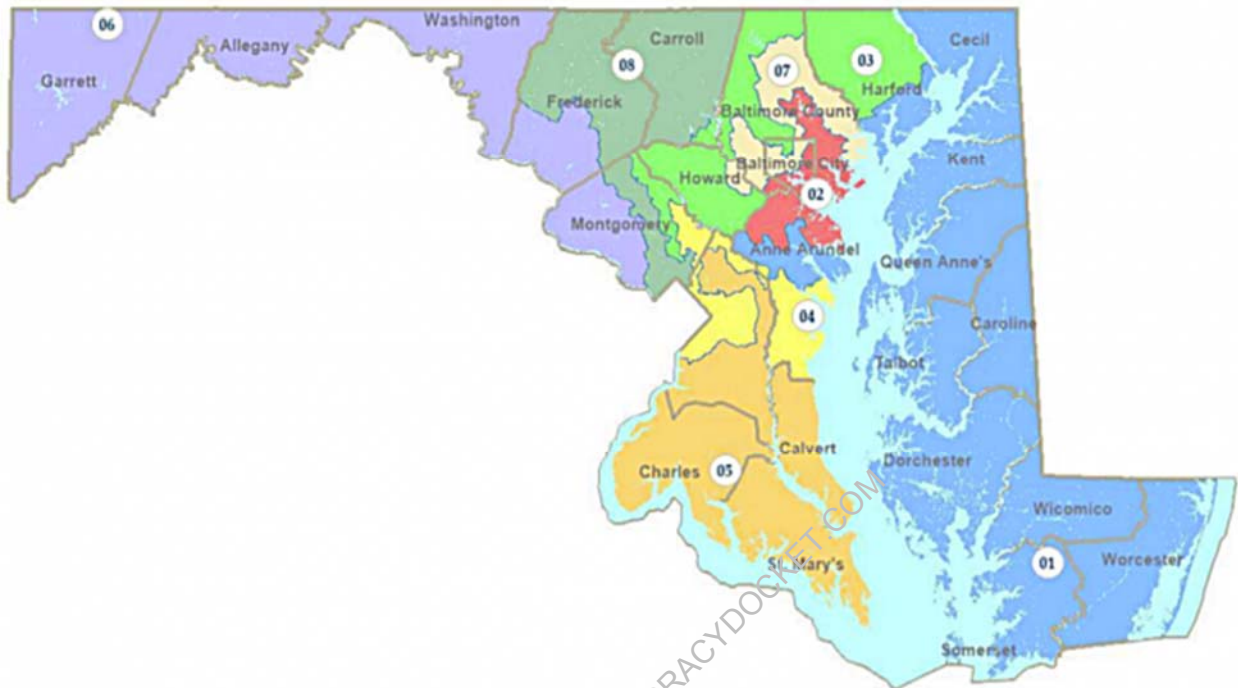 06
Garrett
Allegany
Washington
Frederick
08
Carroll
07
03
Harford
Cecil
Baltimore County
Baltimore City
Howard
02
Kent
Montgomery
Anne Arundel
Queen Anne's
04
Caroline
Talbot
Calvert
Charles
05
Dorchester
Wicomico
St. Mary's
01
Worcester
Somerset
RACYDOCKET.COM